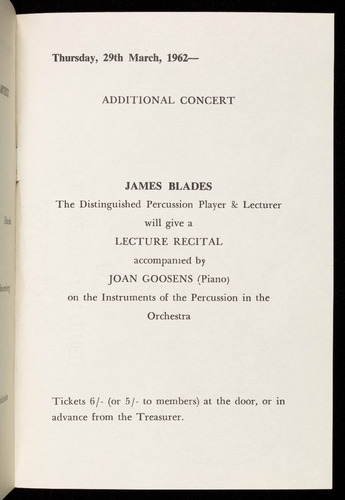 Thursday, 29th March, 1962—
ADDITIONAL CONCERT
JAMES BLADES
The Distinguished Percussion Player & Lecturer
will give a
LECTURE RECITAL
accompanied by
JOAN GOOSENS (Piano)
on the Instruments of the Percussion in the
Orchestra
Tickets 6/- (or 5/- to members) at the door, or in
advance from the Treasurer.